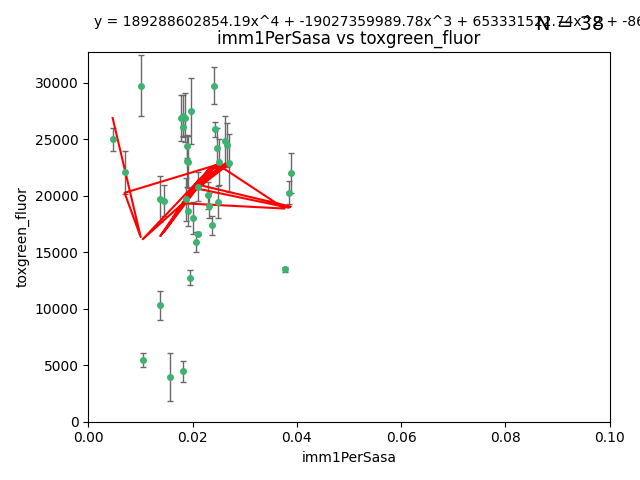 y = 189288602854.19x^4 + -19027359989.78x^3 + 653331522.74x^2 + -86
N = 38
imm1PerSasa vs toxgreen_fluor
30000
25000
20000
15000
10000
5000
0
toxgreen_fluor
0.00 0.02 0.04 0.06 0.08 0.10
imm1PerSasa